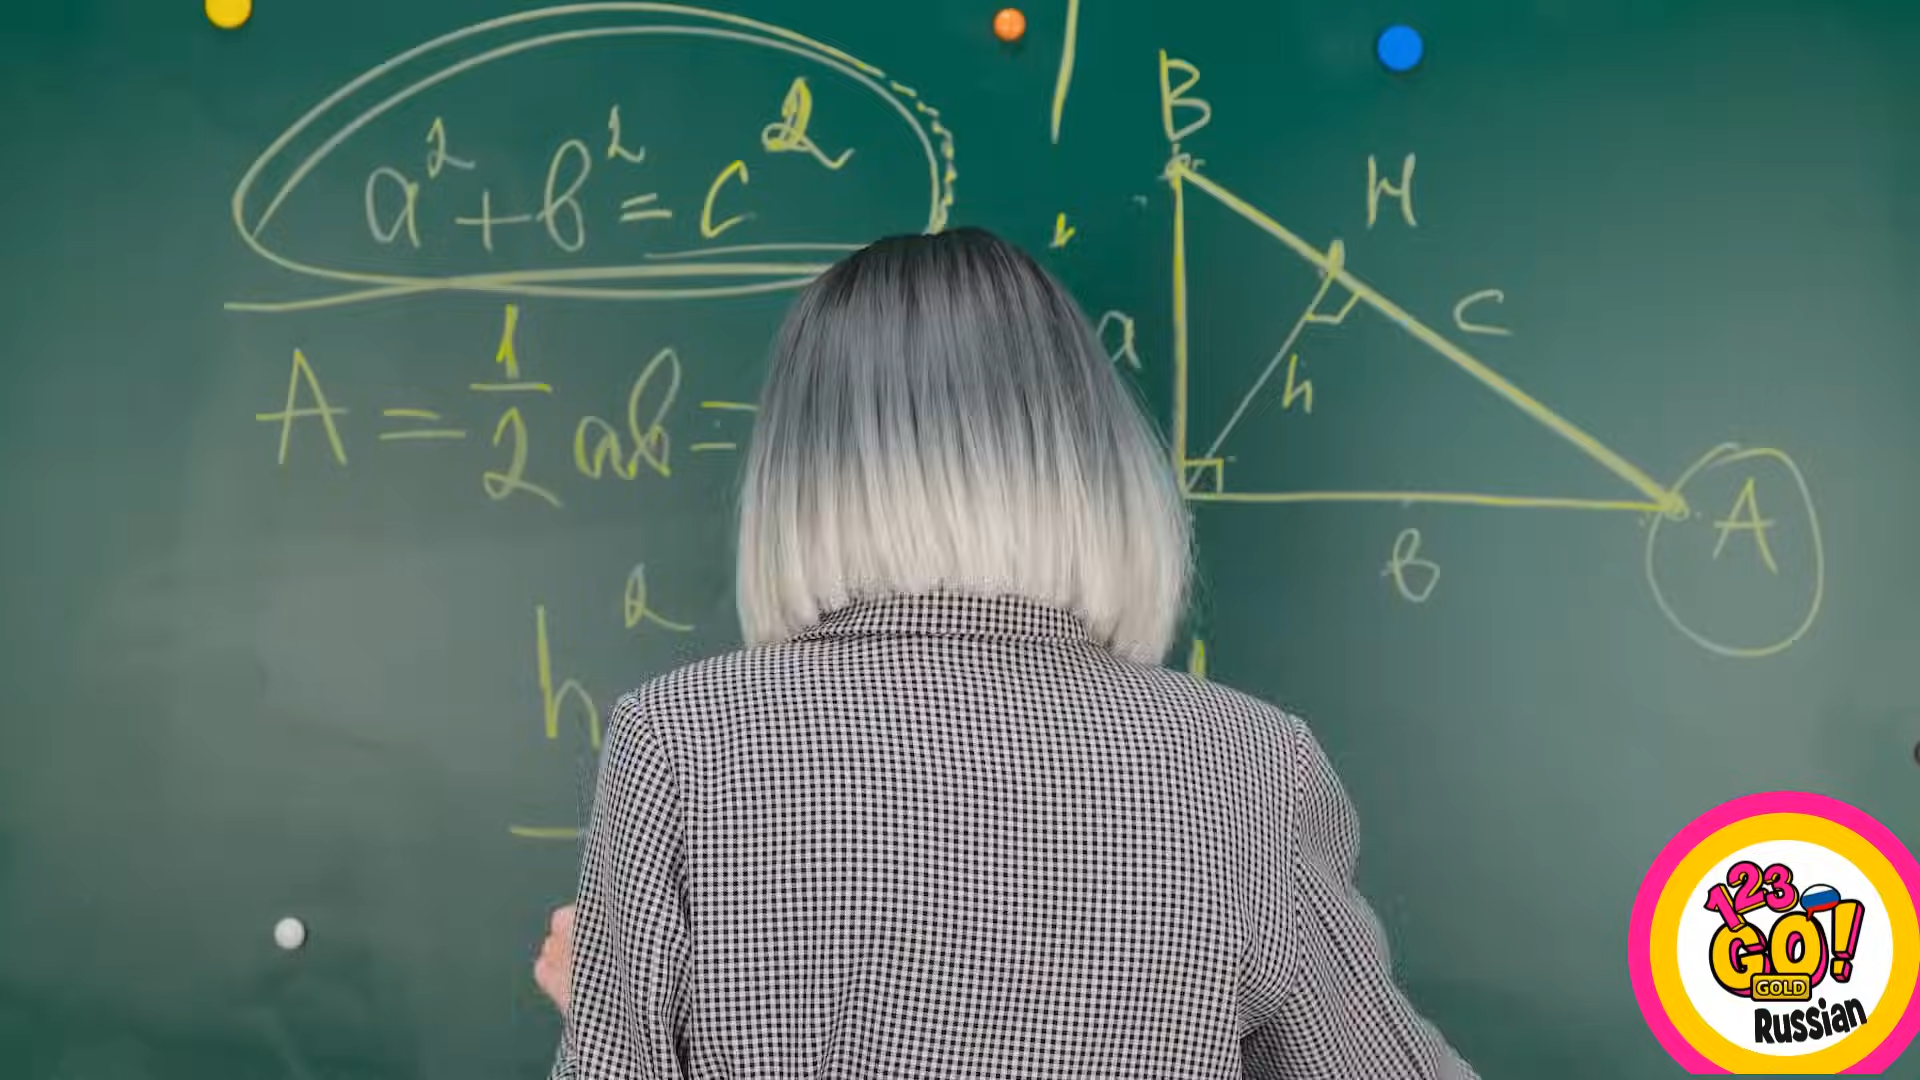 a² + b² = c²
A = 1/2 ab =
h²
B
H
a
c
h
b
A
123
GO!
GOLD
Russian